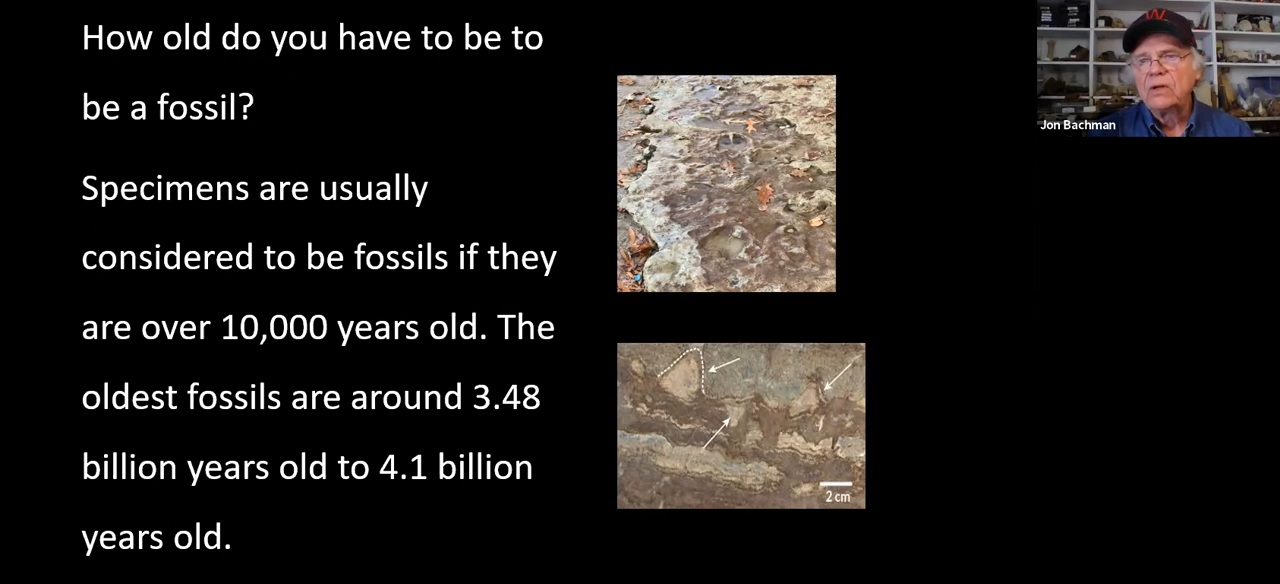 How old do you have to be to
be a fossil?
Specimens are usually
considered to be fossils if they
are over 10,000 years old. The
oldest fossils are around 3.48
billion years old to 4.1 billion
years old.
2 cm
W
Jon Bachman